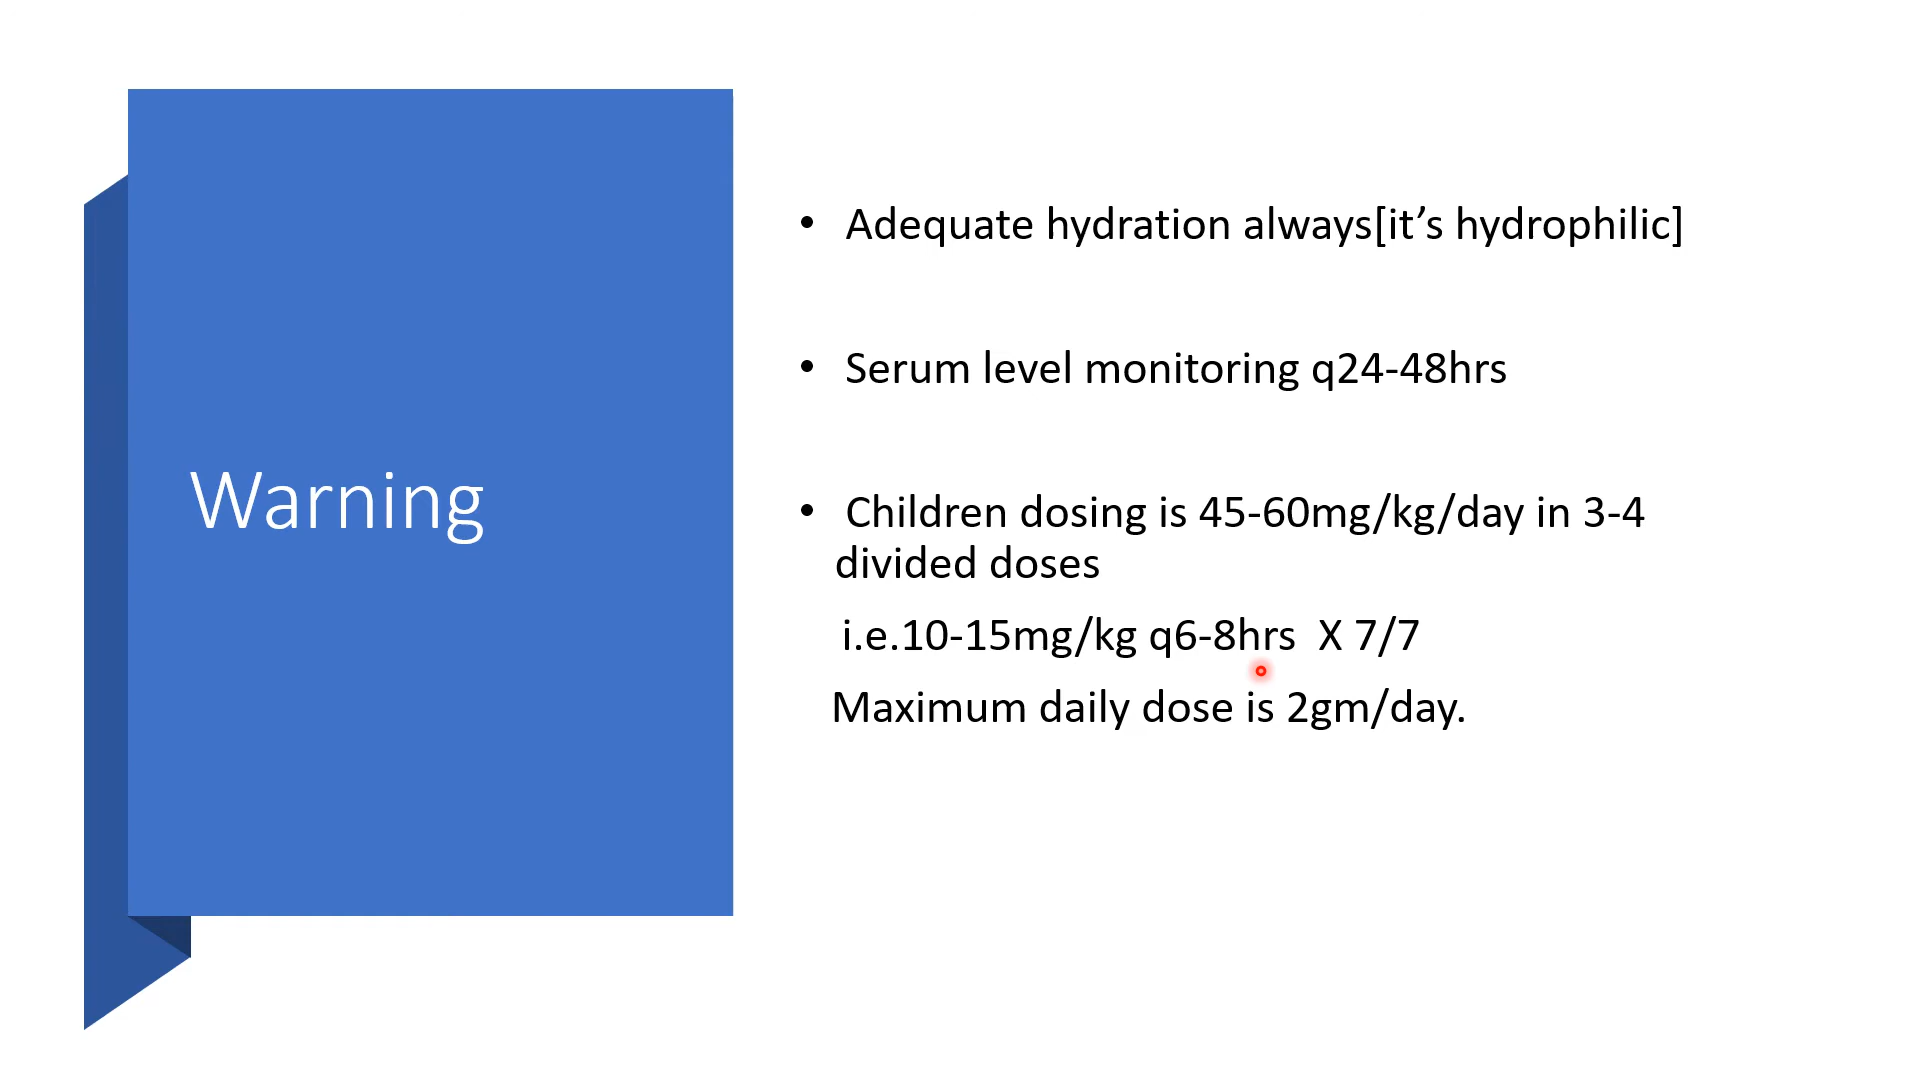 Warning
• Adequate hydration always[it’s hydrophilic]
• Serum level monitoring q24-48hrs
• Children dosing is 45-60mg/kg/day in 3-4
divided doses
i.e.10-15mg/kg q6-8hrs X 7/7
Maximum daily dose is 2gm/day.